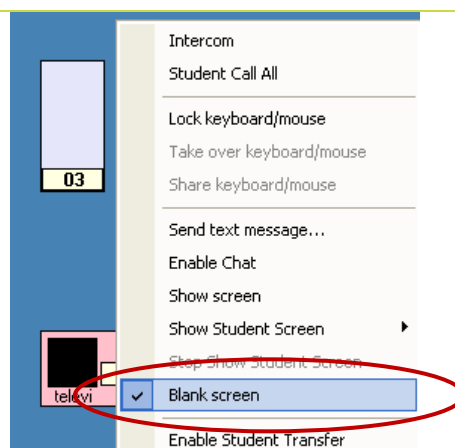 Intercom
Student Call All
Lock keyboard/mouse
Take over keyboard/mouse
03
Share keyboard/mouse
Send text message...
Enable Chat
Show screen
Show Student Screen
Stop Show Student Screen
televi
Blank screen
Enable Student Transfer